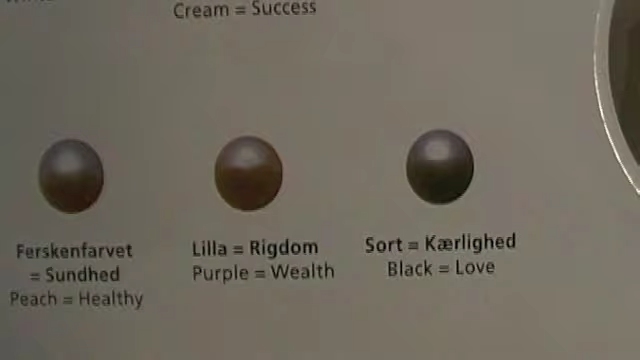 Cream = Success
Ferskenfarvet
= Sundhed
Peach = Healthy
Lilla = Rigdom
Purple = Wealth
Sort = Kærlighed
Black = Love